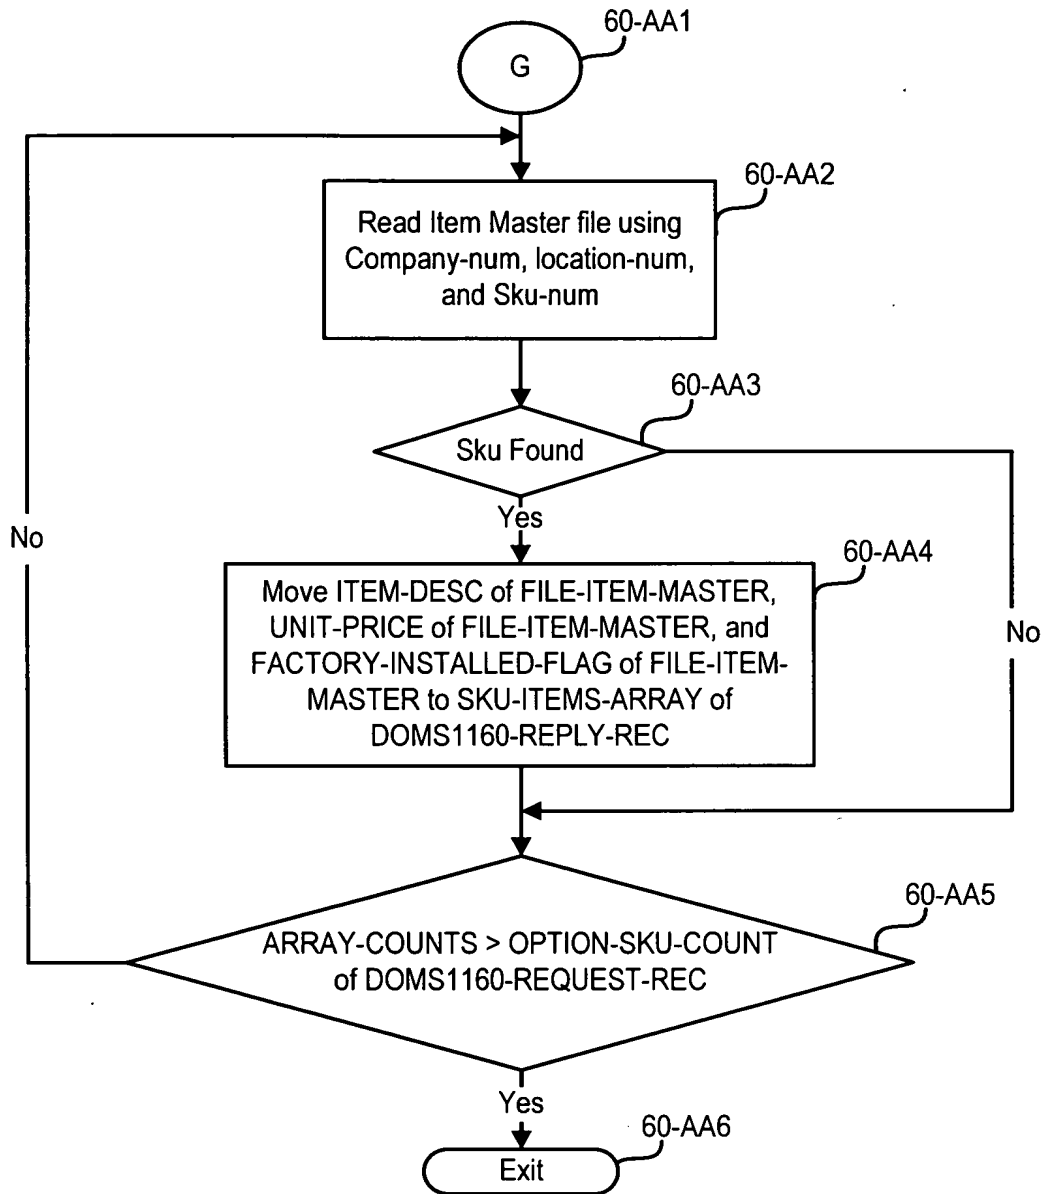 60-AA1
G
60-AA2
Read Item Master file using
Company-num, location-num,
and Sku-num
60-AA3
Sku Found
Yes
No
60-AA4
Move ITEM-DESC of FILE-ITEM-MASTER,
UNIT-PRICE of FILE-ITEM-MASTER, and
FACTORY-INSTALLED-FLAG of FILE-ITEM-
MASTER to SKU-ITEMS-ARRAY of
DOMS1160-REPLY-REC
No
60-AA5
ARRAY-COUNTS > OPTION-SKU-COUNT
of DOMS1160-REQUEST-REC
Yes
60-AA6
Exit